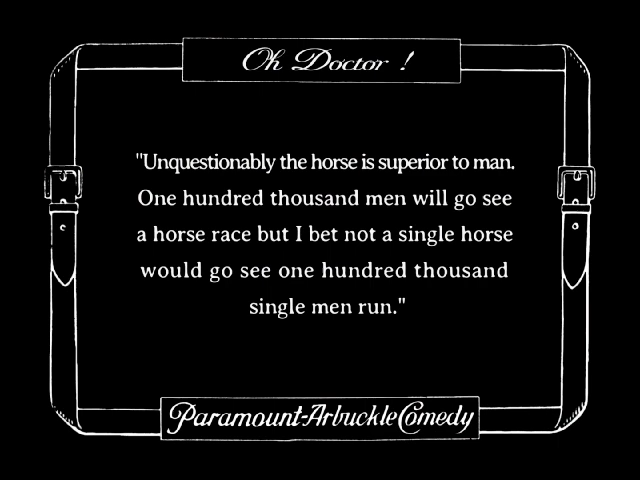 Oh Doctor !
"Unquestionably the horse is superior to man.
One hundred thousand men will go see
a horse race but I bet not a single horse
would go see one hundred thousand
single men run."
Paramount-Arbuckle Comedy